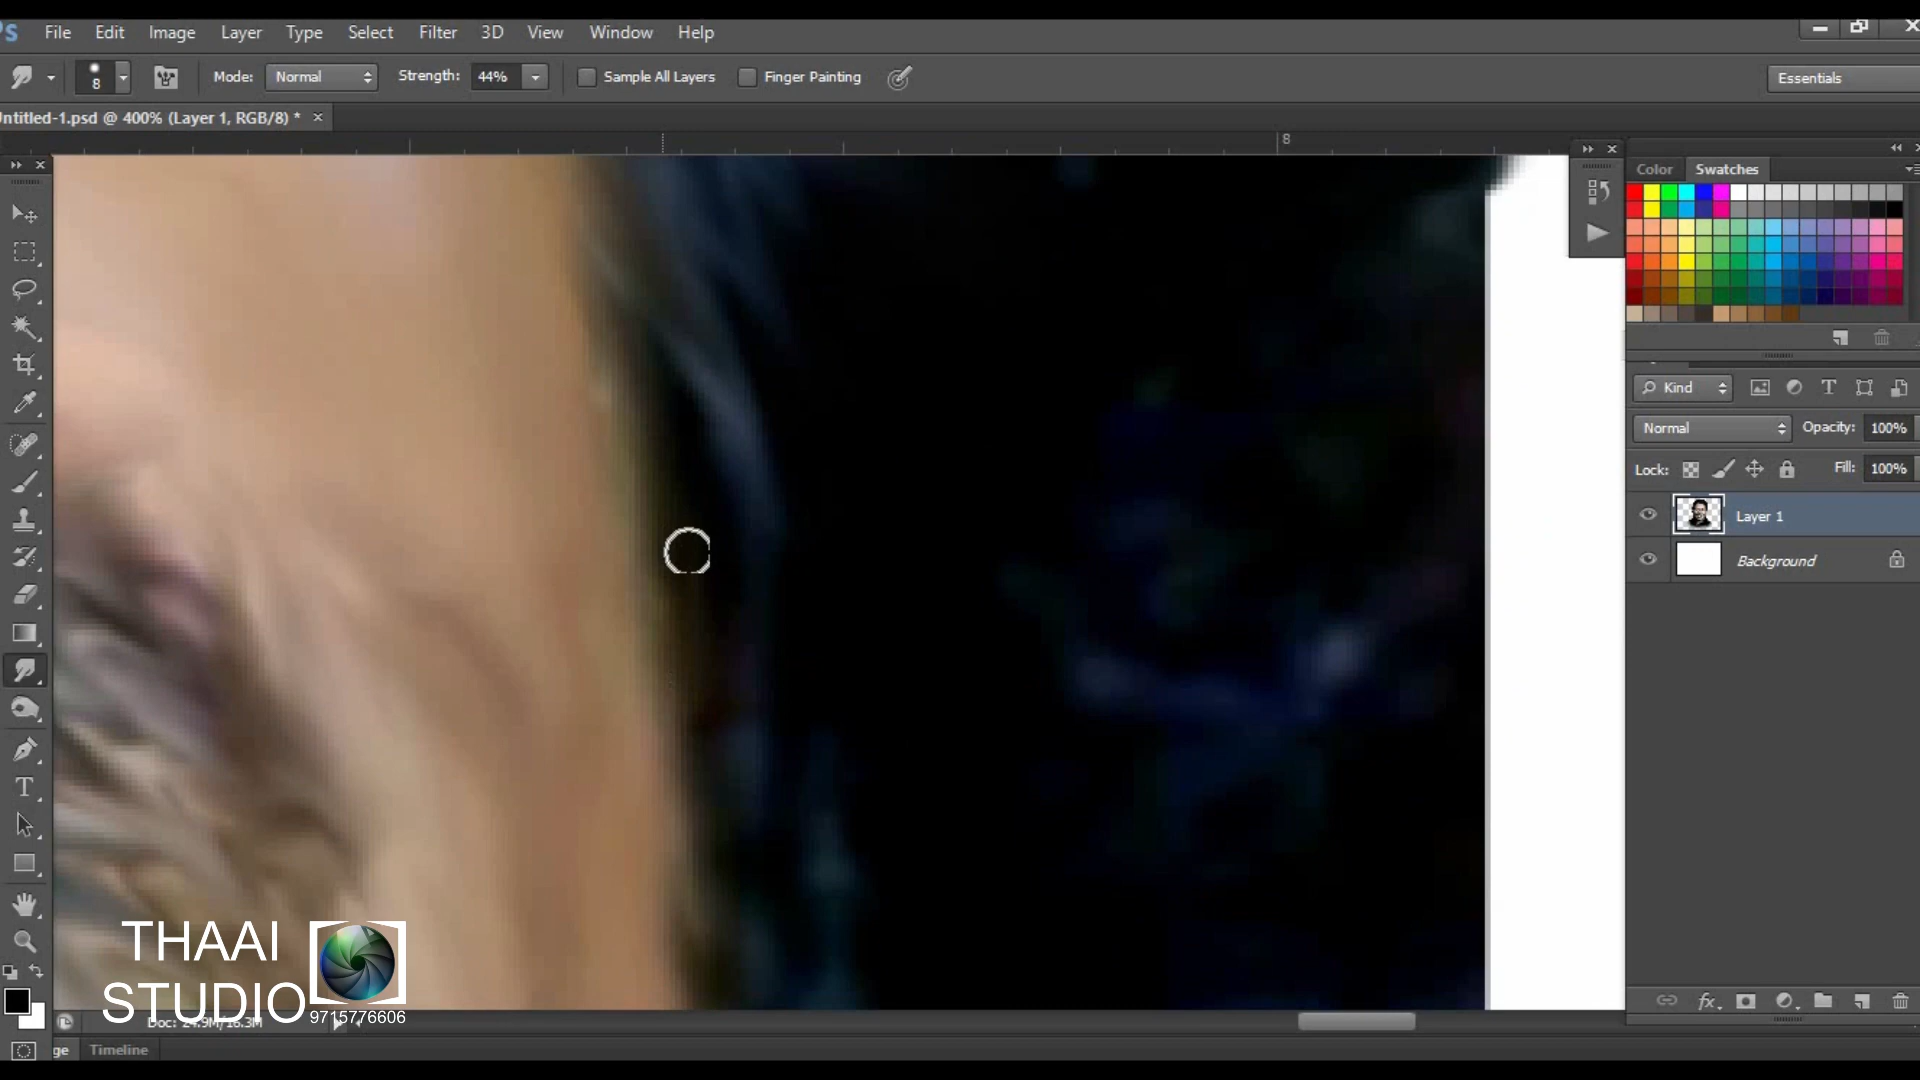 File Edit Image Layer Type Select Filter 3D View Window Help
8 Mode: Normal Strength: 44% Sample All Layers Finger Painting Essentials
Untitled-1.psd @ 400% (Layer 1, RGB/8) * ×
8
Color Swatches
Kind
Normal Opacity: 100%
Lock: Fill: 100%
Layer 1
Background
THAAI
STUDIO
9715776606
Doc: 24.9M/16.3M
Timeline